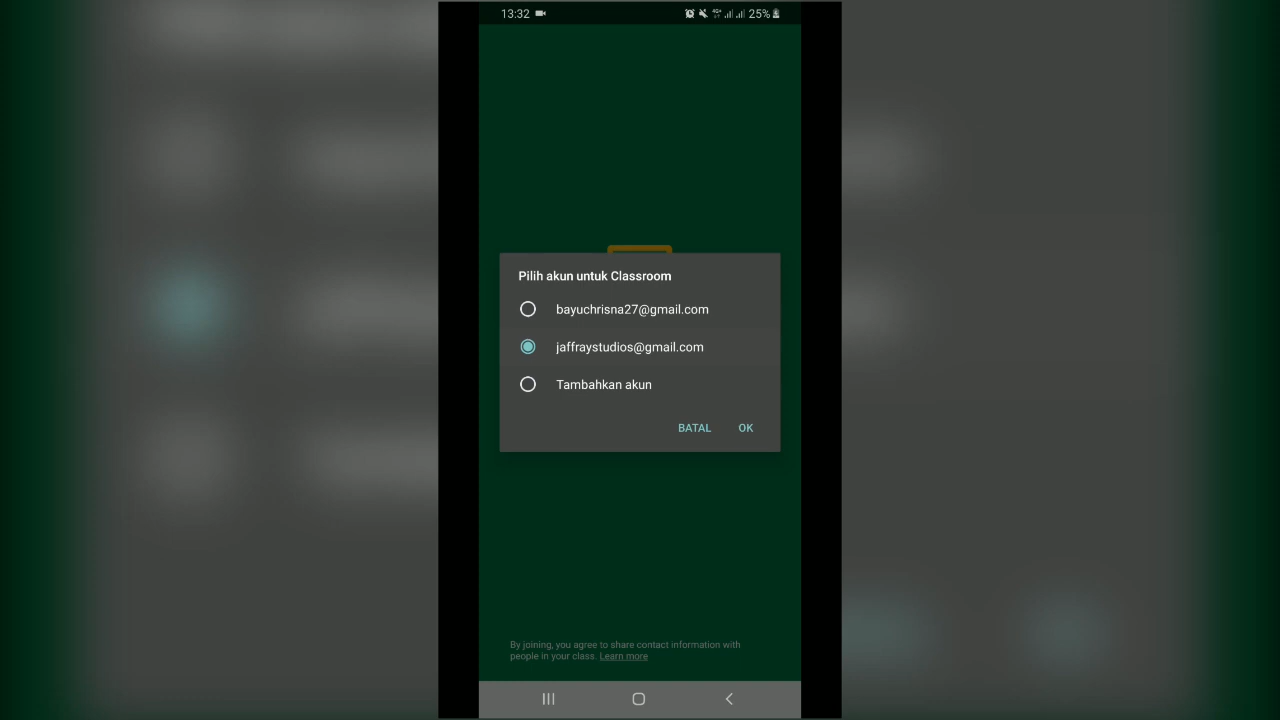 13:32
25%
Pilih akun untuk Classroom
bayuchrisna27@gmail.com
jaffraystudios@gmail.com
Tambahkan akun
BATAL OK
By joining, you agree to share contact information with
people in your class. Learn more